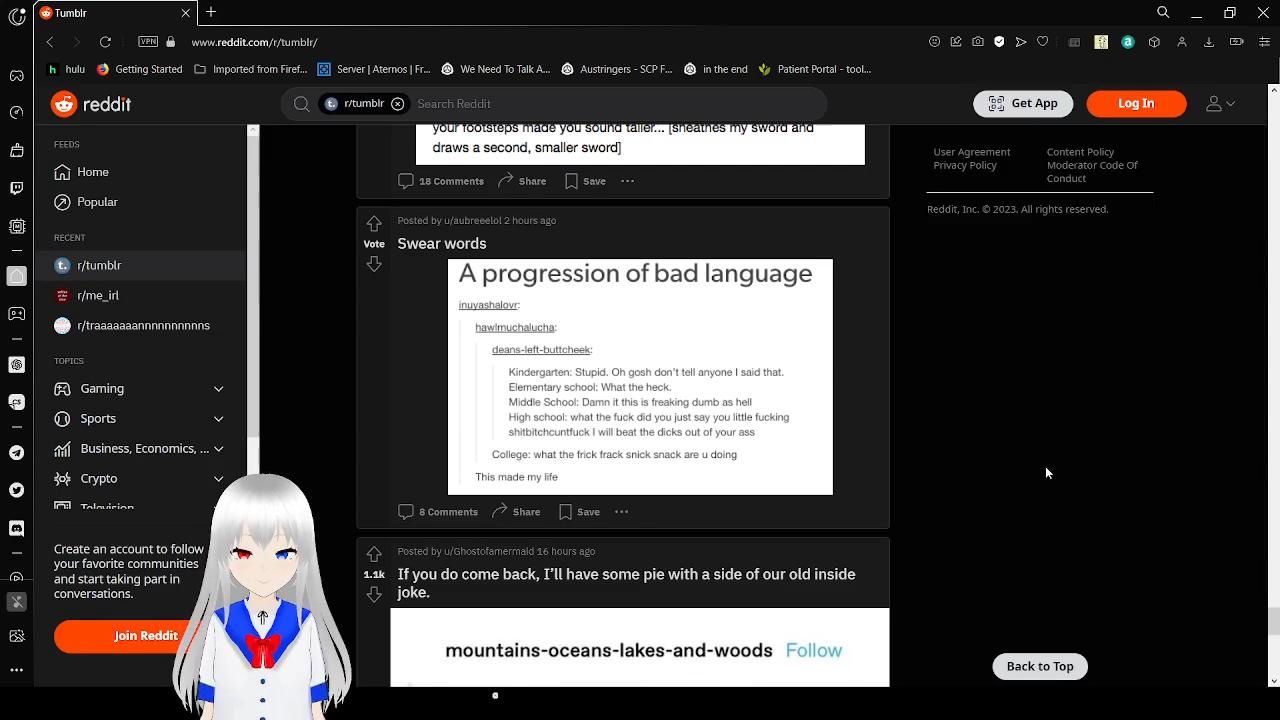 Tumblr
VPN
www.reddit.com/r/tumblr/
hulu
Getting Started
Imported from Firef...
Server | Aternos | Fr...
We Need To Talk A...
Austringers - SCP F...
in the end
Patient Portal - tool...
reddit
r/tumblr
Search Reddit
Get App
Log In
FEEDS
Home
Popular
RECENT
r/tumblr
r/me_irl
r/traaaaaaannnnnnnnnns
TOPICS
Gaming
Sports
Business, Economics, ...
Crypto
Television
Create an account to follow
your favorite communities
and start taking part in
conversations.
Join Reddit
your footsteps made you sound taller... [sheathes my sword and
draws a second, smaller sword]
18 Comments
Share
Save
Posted by u/aubreeelol 2 hours ago
Vote
Swear words
A progression of bad language
inuyashalovr:
hawlmuchalucha:
deans-left-buttcheek:
Kindergarten: Stupid. Oh gosh don't tell anyone I said that.
Elementary school: What the heck.
Middle School: Damn it this is freaking dumb as hell
High school: what the fuck did you just say you little fucking
shitbitchcuntfuck I will beat the dicks out of your ass
College: what the frick frack snick snack are u doing
This made my life
8 Comments
Share
Save
Posted by u/Ghostofamermaid 16 hours ago
1.1k
If you do come back, I'll have some pie with a side of our old inside
joke.
mountains-oceans-lakes-and-woods Follow
User Agreement
Privacy Policy
Content Policy
Moderator Code Of
Conduct
Reddit, Inc. © 2023. All rights reserved.
Back to Top